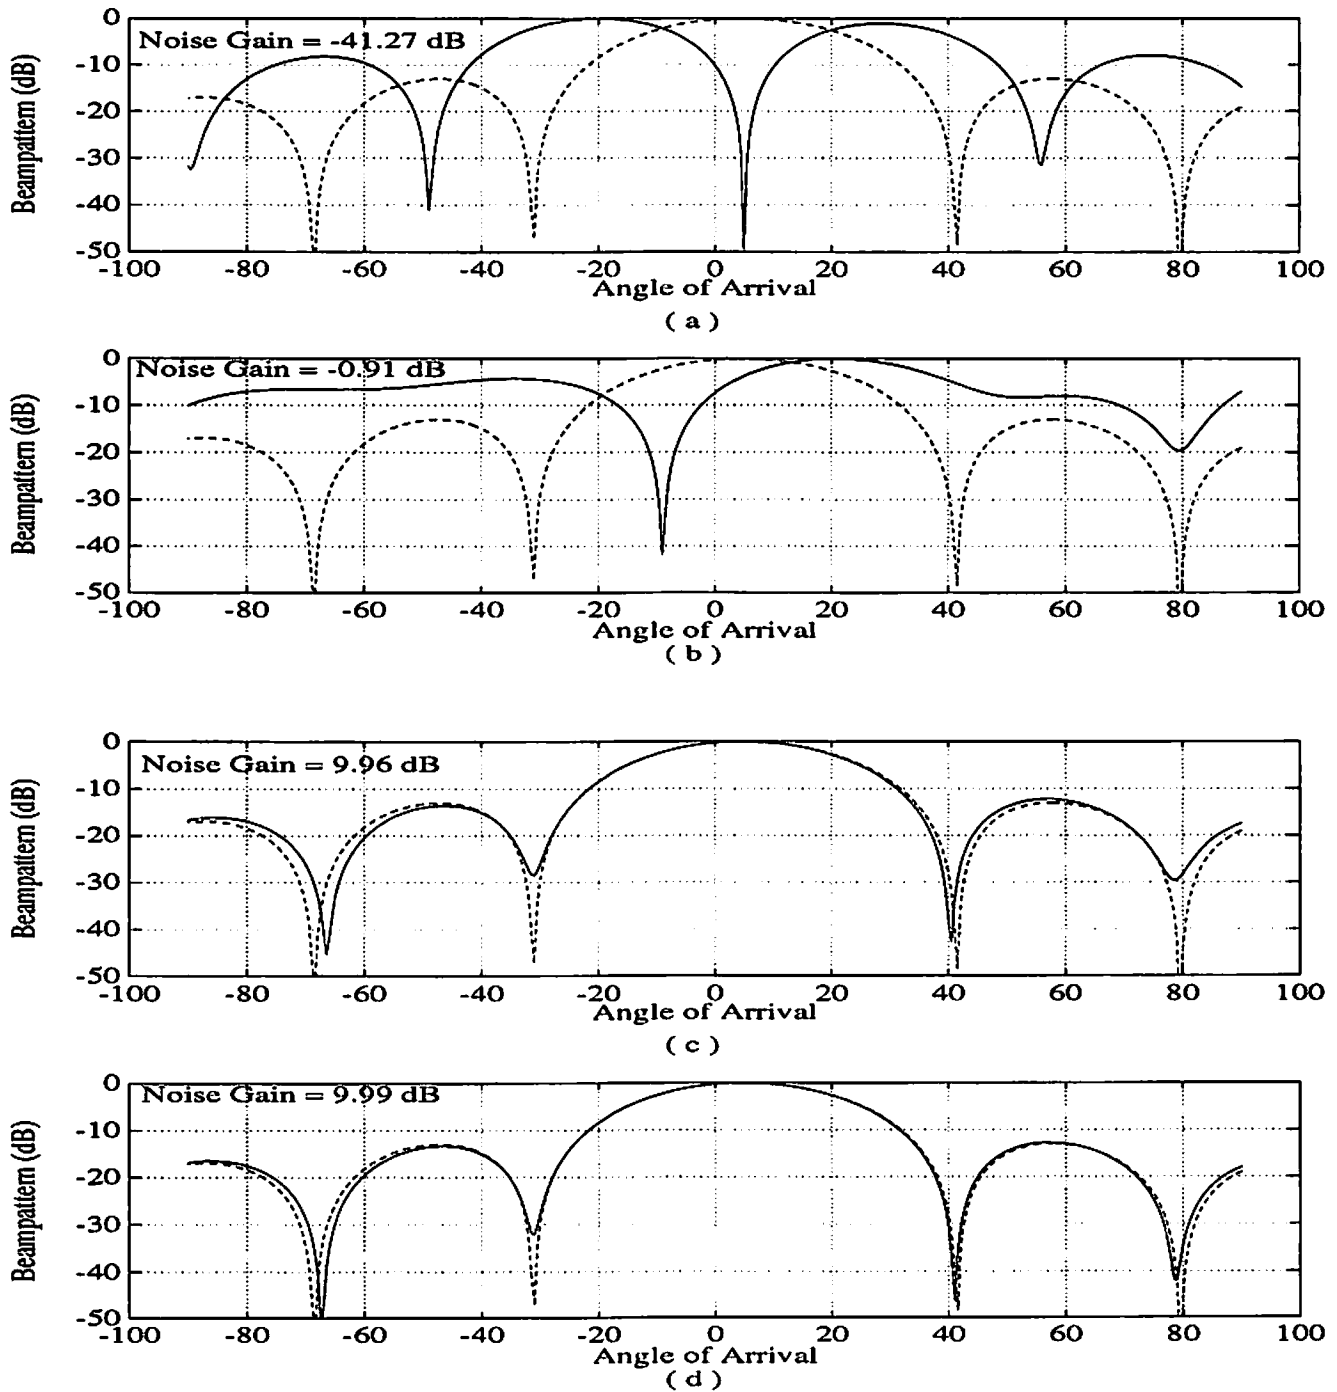 Noise Gain = -41.27 dB
Beampattern (dB)
0
-10
-20
-30
-40
-50
-100 -80 -60 -40 -20 0 20 40 60 80 100
Angle of Arrival
( a )
Noise Gain = -0.91 dB
Beampattern (dB)
0
-10
-20
-30
-40
-50
-100 -80 -60 -40 -20 0 20 40 60 80 100
Angle of Arrival
( b )
Noise Gain = 9.96 dB
Beampattern (dB)
0
-10
-20
-30
-40
-50
-100 -80 -60 -40 -20 0 20 40 60 80 100
Angle of Arrival
( c )
Noise Gain = 9.99 dB
Beampattern (dB)
0
-10
-20
-30
-40
-50
-100 -80 -60 -40 -20 0 20 40 60 80 100
Angle of Arrival
( d )